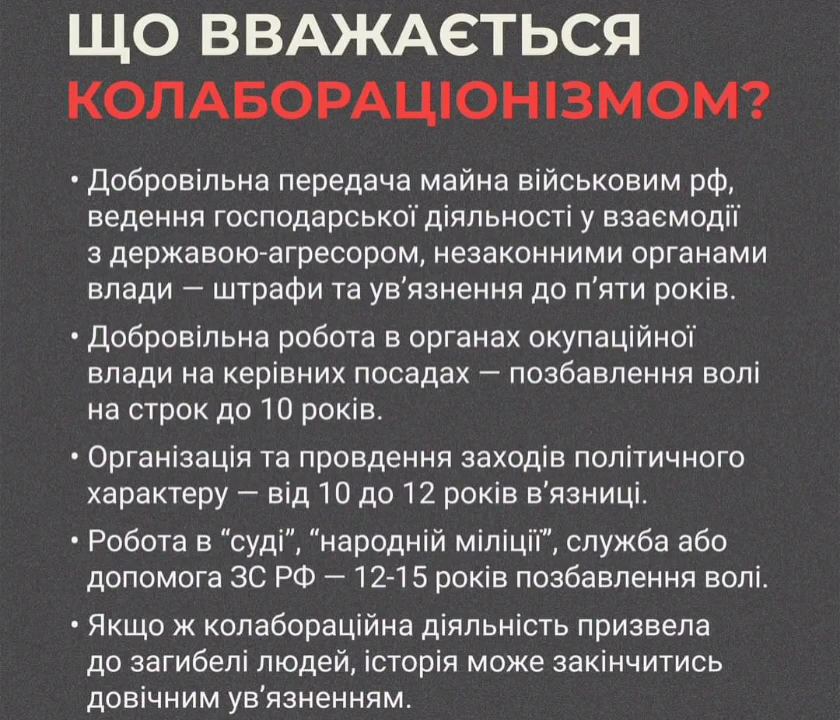 ЩО ВВАЖАЄТЬСЯ
КОЛАБОРАЦІОНІЗМОМ?
• Добровільна передача майна військовим рф,
ведення господарської діяльності у взаємодії
з державою-агресором, незаконними органами
влади — штрафи та ув’язнення до п’яти років.
• Добровільна робота в органах окупаційної
влади на керівних посадах — позбавлення волі
на строк до 10 років.
• Організація та провдення заходів політичного
характеру — від 10 до 12 років в’язниці.
• Робота в “суді”, “народній міліції”, служба або
допомога ЗС РФ — 12-15 років позбавлення волі.
• Якщо ж колабораційна діяльність призвела
до загибелі людей, історія може закінчитись
довічним ув’язненням.